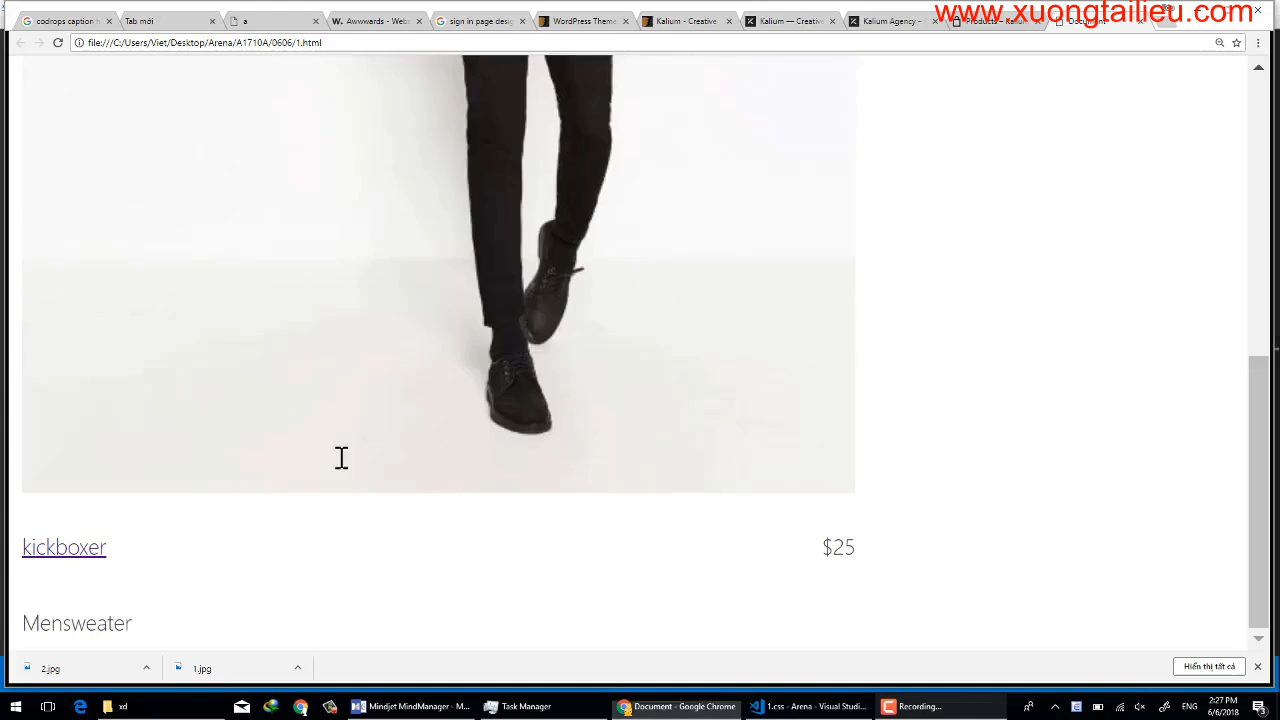 www.xuongtailieu.com
codrops caption h
Tab mới
a
W. Awwwards - Webs
sign in page desig
WordPress Theme
Kalium - Creative
Kalium — Creative
Kalium Agency -
file:///C:/Users/Viet/Desktop/Arena/A1710A/0606/1.html
kickboxer
$25
Mensweater
2.jpg
1.jpg
Hiển thị tất cả
xd
Mindjet MindManager - M...
Task Manager
Document - Google Chrome
1.css - Arena - Visual Studi...
Recording...
2:27 PM
6/6/2018